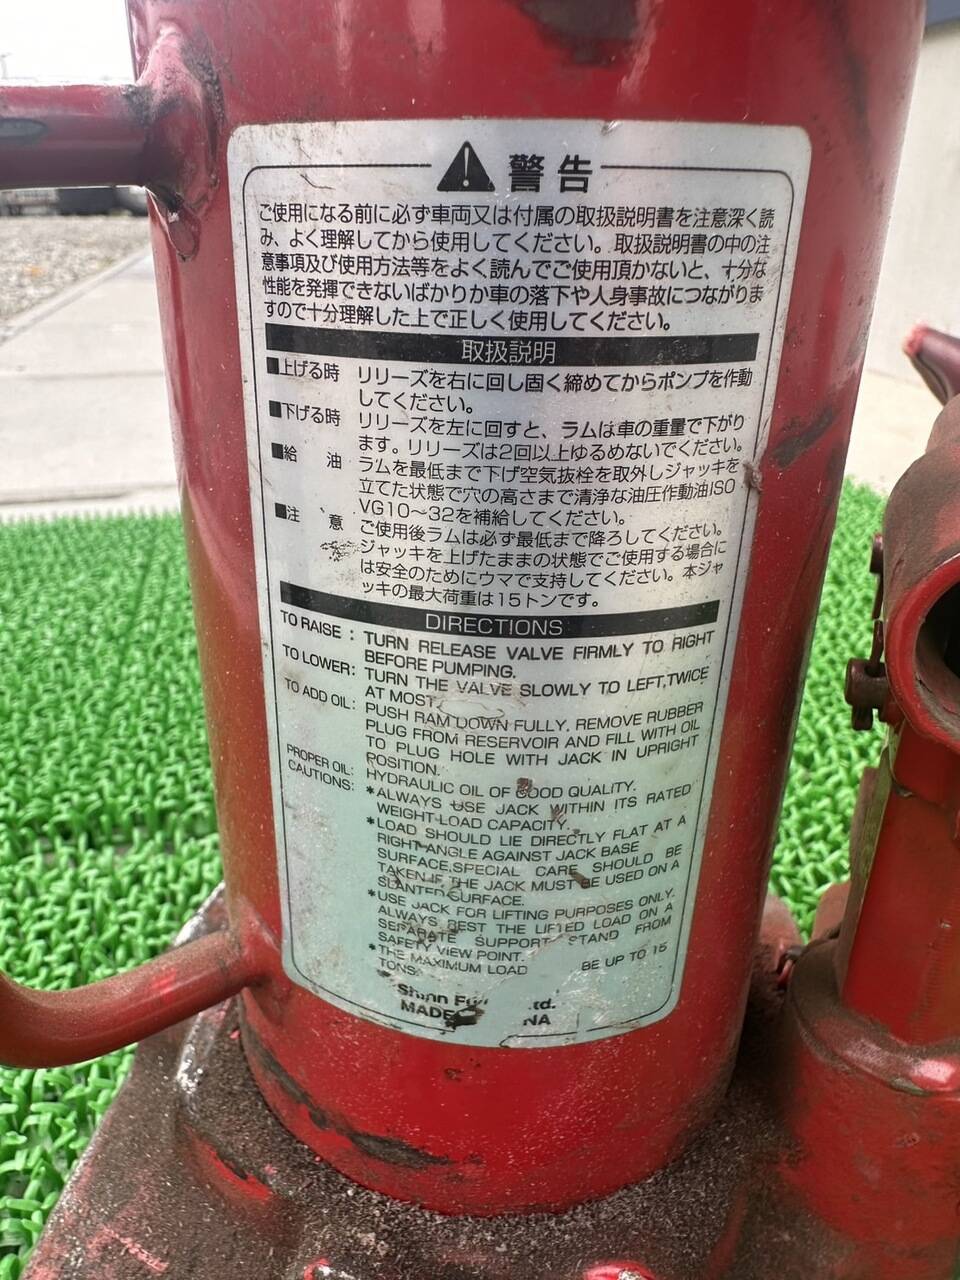 警告
ご使用になる前に必ず車両又は付属の取扱説明書を注意深く読
み、よく理解してから使用してください。取扱説明書の中の注
意事項及び使用方法等をよく読んでご使用頂かないと、十分な
性能を発揮できないばかりか車の落下や人身事故につながりま
すので十分理解した上で正しく使用してください。
取扱説明
■上げる時 リリーズを右に回し固く締めてからポンプを作動
してください。
■下げる時 リリーズを左に回すと、ラムは車の重量で下がり
ます。リリーズは2回以上ゆるめないでください。
■給油 ラムを最低まで下げ空気抜栓を取外しジャッキを
立てた状態で穴の高さまで清浄な油圧作動油ISO
VG10〜32を補給してください。
■注意 ご使用後ラムは必ず最低まで降ろしてください。
ジャッキを上げたままの状態でご使用する場合に
は安全のためにウマで支持してください。本ジャ
ッキの最大荷重は15トンです。
DIRECTIONS
TO RAISE : TURN RELEASE VALVE FIRMLY TO RIGHT
BEFORE PUMPING.
TO LOWER: TURN THE VALVE SLOWLY TO LEFT,TWICE
AT MOST.
TO ADD OIL: PUSH RAM DOWN FULLY, REMOVE RUBBER
PLUG FROM RESERVOIR AND FILL WITH OIL
TO PLUG HOLE WITH JACK IN UPRIGHT
POSITION.
PROPER OIL: HYDRAULIC OIL OF GOOD QUALITY.
CAUTIONS: *ALWAYS USE JACK WITHIN ITS RATED
WEIGHT LOAD CAPACITY.
*LOAD SHOULD LIE DIRECTLY FLAT AT A
RIGHT ANGLE AGAINST JACK BASE
SURFACE,SPECIAL CARE SHOULD BE
TAKEN IF THE JACK MUST BE USED ON A
SLANTED SURFACE.
*USE JACK FOR LIFTING PURPOSES ONLY.
ALWAYS REST THE LIFTED LOAD ON A
SEPARATE SUPPORT STAND FROM
SAFETY VIEW POINT.
*THE MAXIMUM LOAD BE UP TO 15
TONS.
Shinn
MADE